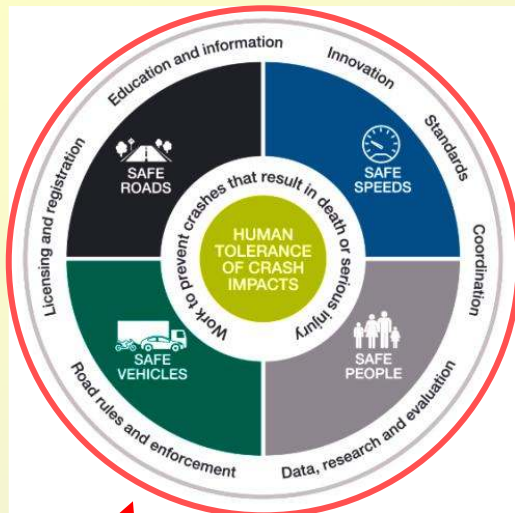 Education and information
Innovation
Standards
Coordination
Data, research and evaluation
Road rules and enforcement
Licensing and registration
SAFE
ROADS
SAFE
SPEEDS
SAFE
PEOPLE
SAFE
VEHICLES
Work to prevent crashes that result in death or serious injury
HUMAN
TOLERANCE
OF CRASH
IMPACTS